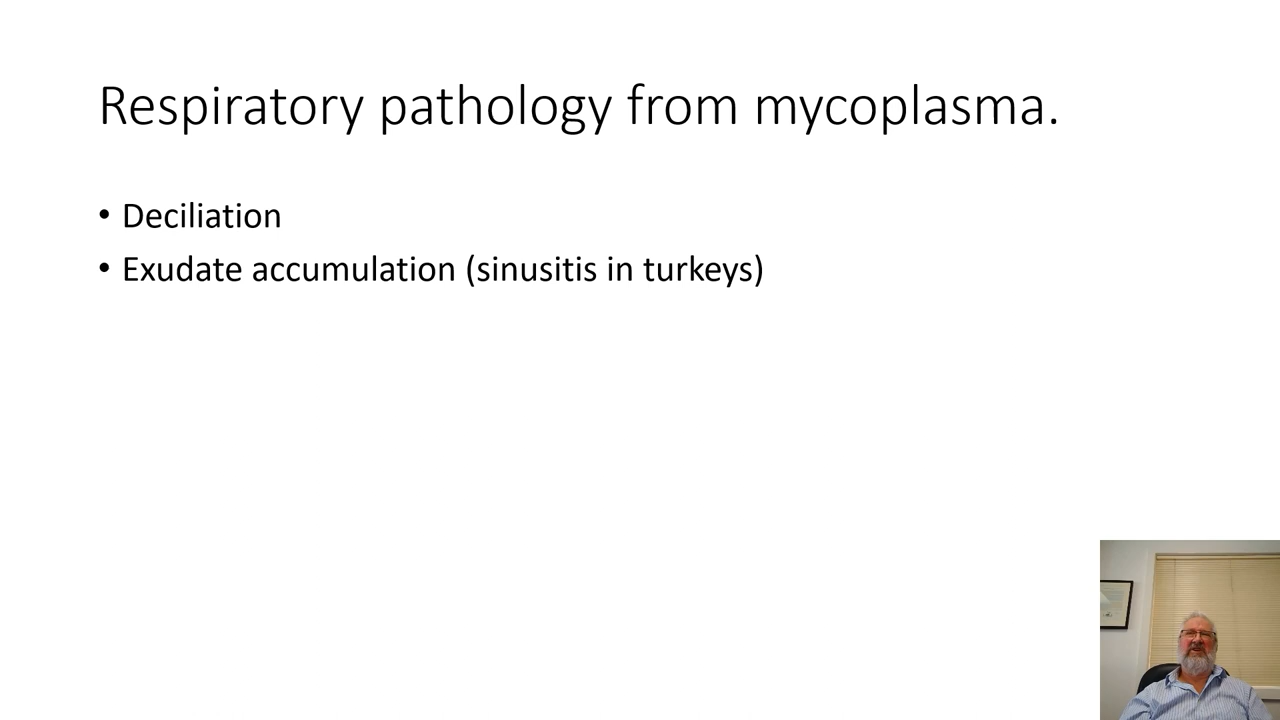 Respiratory pathology from mycoplasma.
• Deciliation
• Exudate accumulation (sinusitis in turkeys)